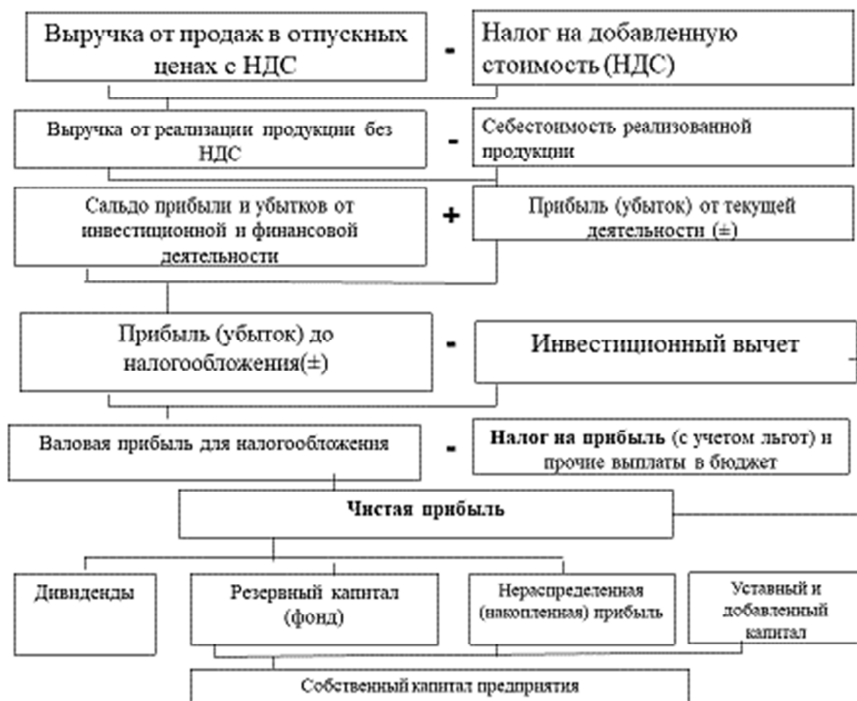 Выручка от продаж в отпускных
ценах с НДС
-
Налог на добавленную
стоимость (НДС)
Выручка от реализации продукции без
НДС
-
Себестоимость реализованной
продукции
Сальдо прибыли и убытков от
инвестиционной и финансовой
деятельности
+
Прибыль (убыток) от текущей
деятельности (±)
Прибыль (убыток) до
налогообложения(±)
-
Инвестиционный вычет
Валовая прибыль для налогообложения
-
Налог на прибыль (с учетом льгот) и
прочие выплаты в бюджет
Чистая прибыль
Дивиденды
Резервный капитал
(фонд)
Нераспределенная
(накопленная) прибыль
Уставный и
добавленный
капитал
Собственный капитал предприятия